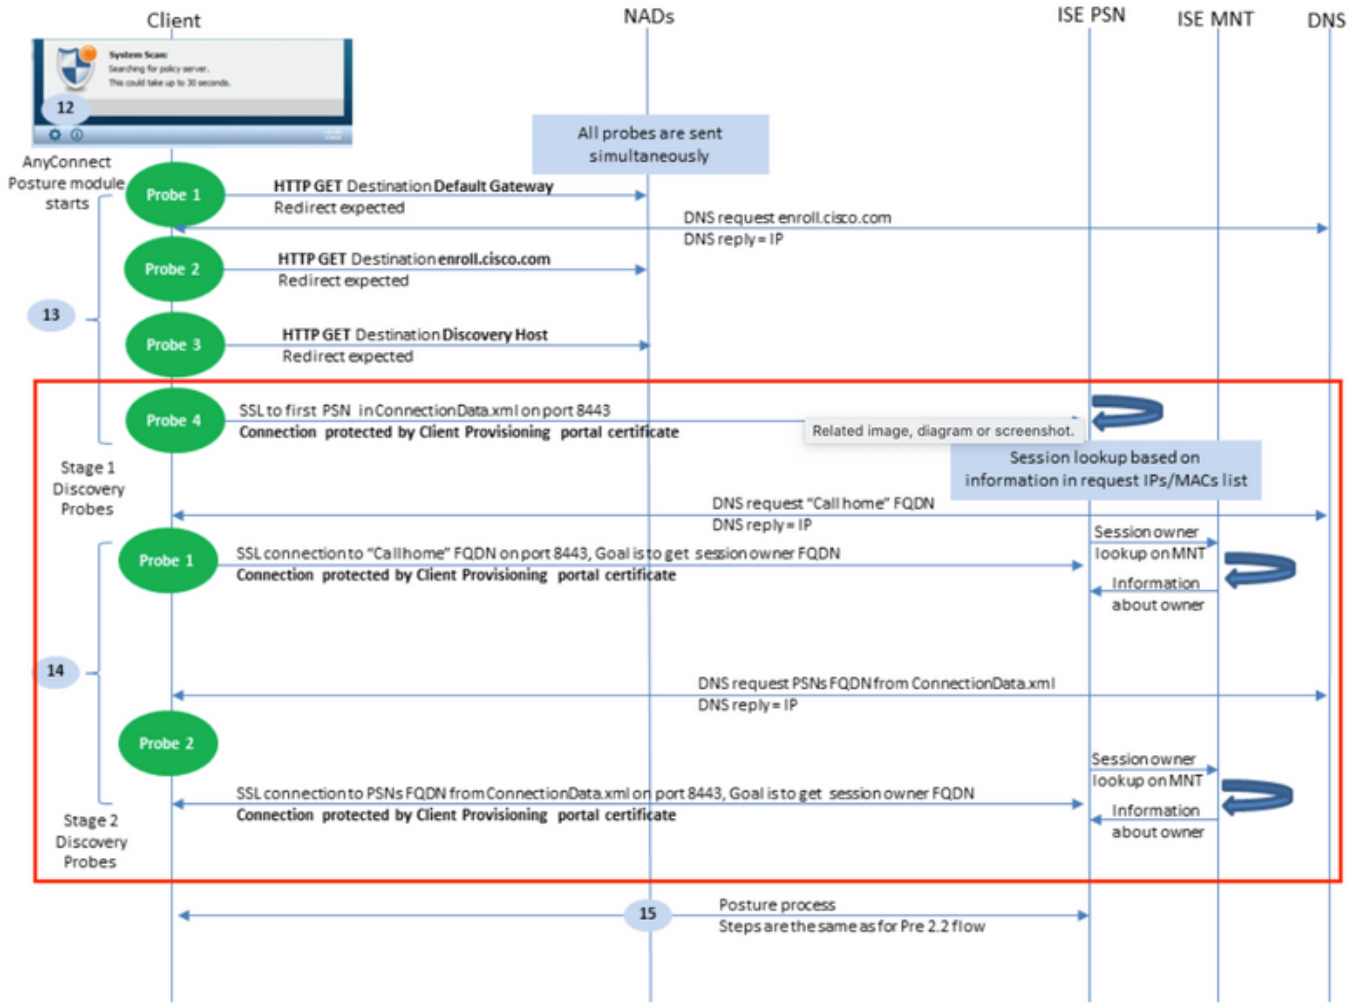 Client
NADs
ISE PSN
ISE MNT
DNS
System Scan:
Searching for policy server.
This could take up to 30 seconds.
12
All probes are sent
simultaneously
AnyConnect
Posture module
starts
Probe 1
HTTP GET Destination Default Gateway
Redirect expected
DNS request enroll.cisco.com
DNS reply = IP
Probe 2
HTTP GET Destination enroll.cisco.com
Redirect expected
13
Probe 3
HTTP GET Destination Discovery Host
Redirect expected
Probe 4
SSL to first PSN in ConnectionData.xml on port 8443
Connection protected by Client Provisioning portal certificate
Related image, diagram or screenshot.
Stage 1
Discovery
Probes
Session lookup based on
information in request IPs/MACs list
DNS request "Call home" FQDN
DNS reply = IP
Probe 1
SSL connection to "Callhome" FQDN on port 8443, Goal is to get session owner FQDN
Connection protected by Client Provisioning portal certificate
Session owner
lookup on MNT
Information
about owner
14
DNS request PSNs FQDN from ConnectionData.xml
DNS reply = IP
Probe 2
SSL connection to PSNs FQDN from ConnectionData.xml on port 8443, Goal is to get session owner FQDN
Connection protected by Client Provisioning portal certificate
Session owner
lookup on MNT
Information
about owner
Stage 2
Discovery
Probes
15
Posture process
Steps are the same as for Pre 2.2 flow